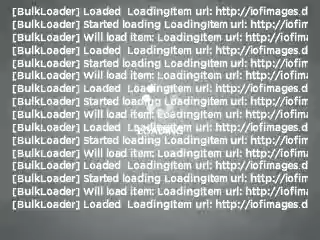 [BulkLoader] Loaded  LoadingItem url: http://iofimages.d
[BulkLoader] Started loading LoadingItem url: http://iofim
[BulkLoader] Will load item: LoadingItem url: http://iofima
[BulkLoader] Loaded  LoadingItem url: http://iofimages.d
[BulkLoader] Started loading LoadingItem url: http://iofim
[BulkLoader] Will load item: LoadingItem url: http://iofima
[BulkLoader] Loaded  LoadingItem url: http://iofimages.d
[BulkLoader] Started loading LoadingItem url: http://iofim
[BulkLoader] Will load item: LoadingItem url: http://iofima
[BulkLoader] Loaded  LoadingItem url: http://iofimages.d
LOADING
[BulkLoader] Started loading LoadingItem url: http://iofim
[BulkLoader] Will load item: LoadingItem url: http://iofima
[BulkLoader] Loaded  LoadingItem url: http://iofimages.d
[BulkLoader] Started loading LoadingItem url: http://iofim
[BulkLoader] Will load item: LoadingItem url: http://iofima
[BulkLoader] Loaded  LoadingItem url: http://iofimages.d